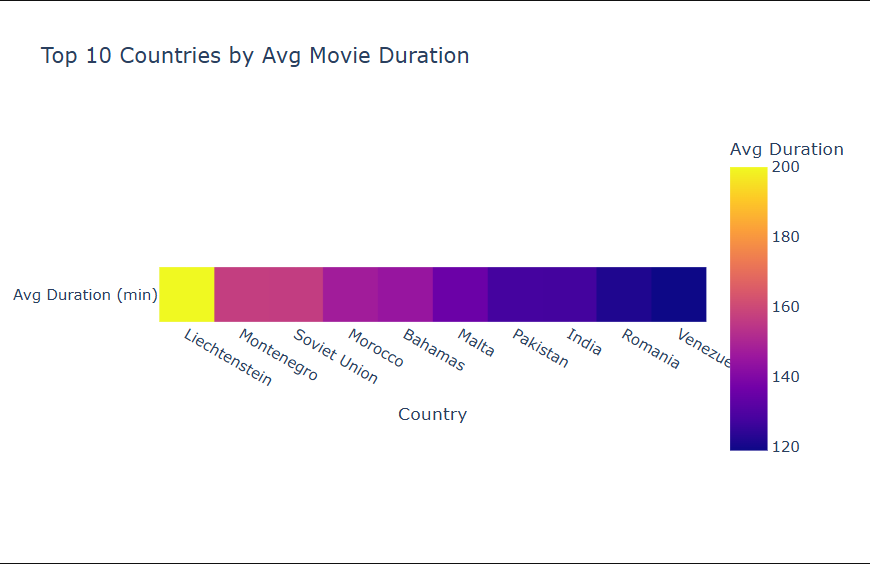 Top 10 Countries by Avg Movie Duration
Avg Duration
200
180
160
140
120
Avg Duration (min)
Liechtenstein
Montenegro
Soviet Union
Morocco
Bahamas
Malta
Pakistan
India
Romania
Country